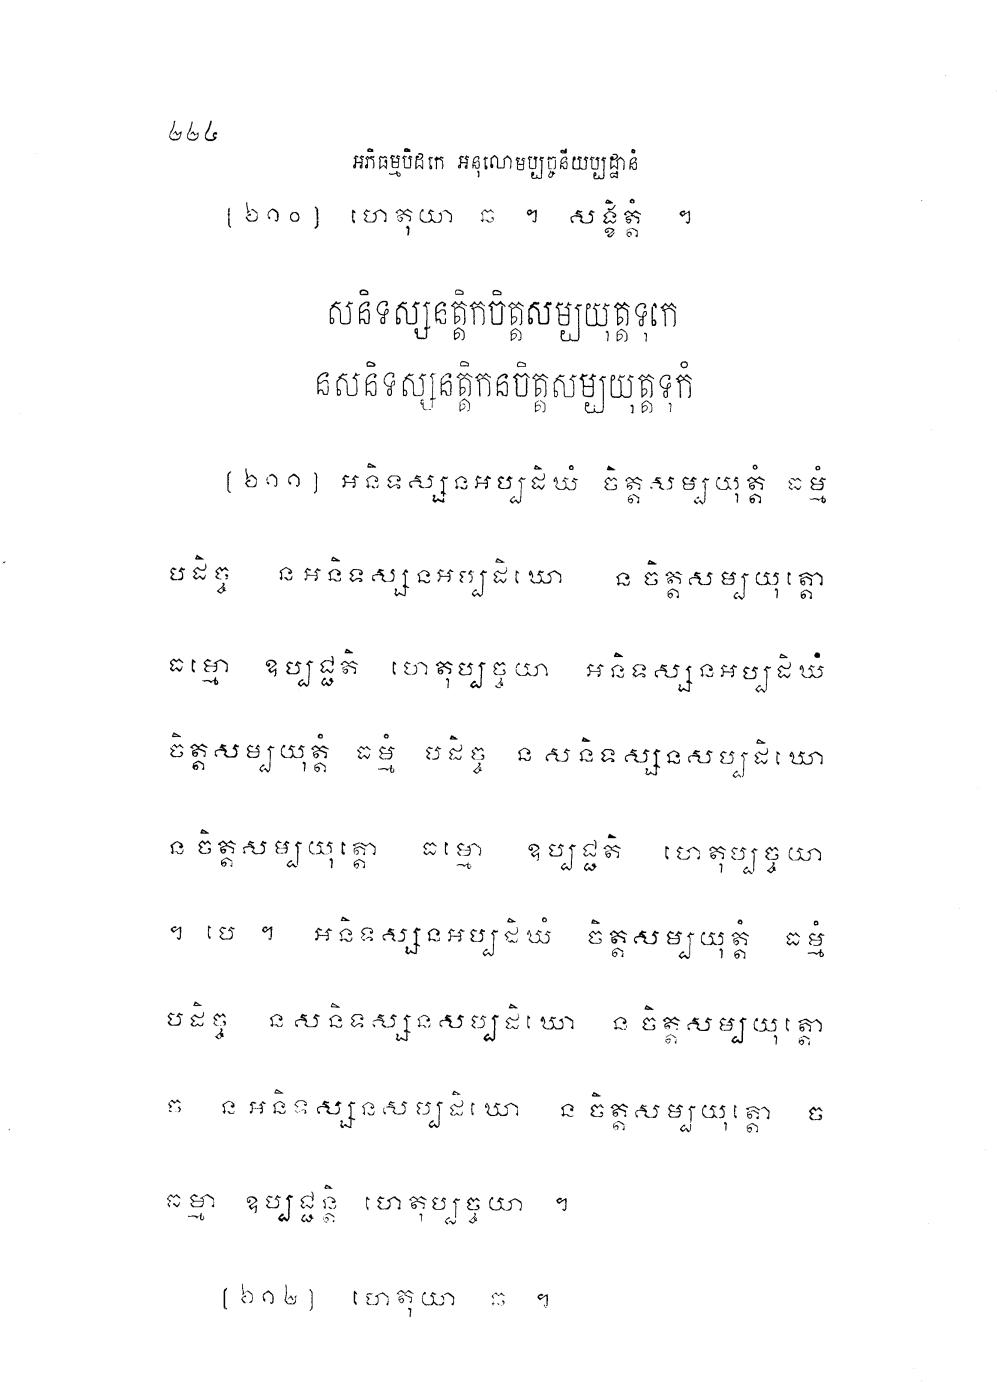 ២២៤
អភិធម្មបិដកេ អនុលោមប្បច្ចនីយប្បដ្ឋានំ
[៦១០] ហេតុយា ឆ ។ សង្ខិត្តំ ។
សនិទស្សនត្តិកចិត្តសម្បយុត្តទុកេ
នសនិទស្សនត្តិកនចិត្តសម្បយុត្តទុកំ
[៦១១] អនិទស្សនអប្បដិឃំ ចិត្តសម្បយុត្តំ ធម្មំ
បដិច្ច នអនិទស្សនអប្បដិឃោ ន ចិត្តសម្បយុត្តោ
ធម្មោ ឧប្បជ្ជតិ ហេតុប្បច្ចយា អនិទស្សនអប្បដិឃំ
ចិត្តសម្បយុត្តំ ធម្មំ បដិច្ច ន សនិទស្សនសប្បដិឃោ
ន ចិត្តសម្បយុត្តោ ធម្មោ ឧប្បជ្ជតិ ហេតុប្បច្ចយា
។ បេ ។ អនិទស្សនអប្បដិឃំ ចិត្តសម្បយុត្តំ ធម្មំ
បដិច្ច ន សនិទស្សនសប្បដិឃោ ន ចិត្តសម្បយុត្តោ
ច ន អនិទស្សនសប្បដិឃោ ន ចិត្តសម្បយុត្តោ ច
ធម្មា ឧប្បជ្ជន្តិ ហេតុប្បច្ចយា ។
[៦១២] ហេតុយា ឆ ។